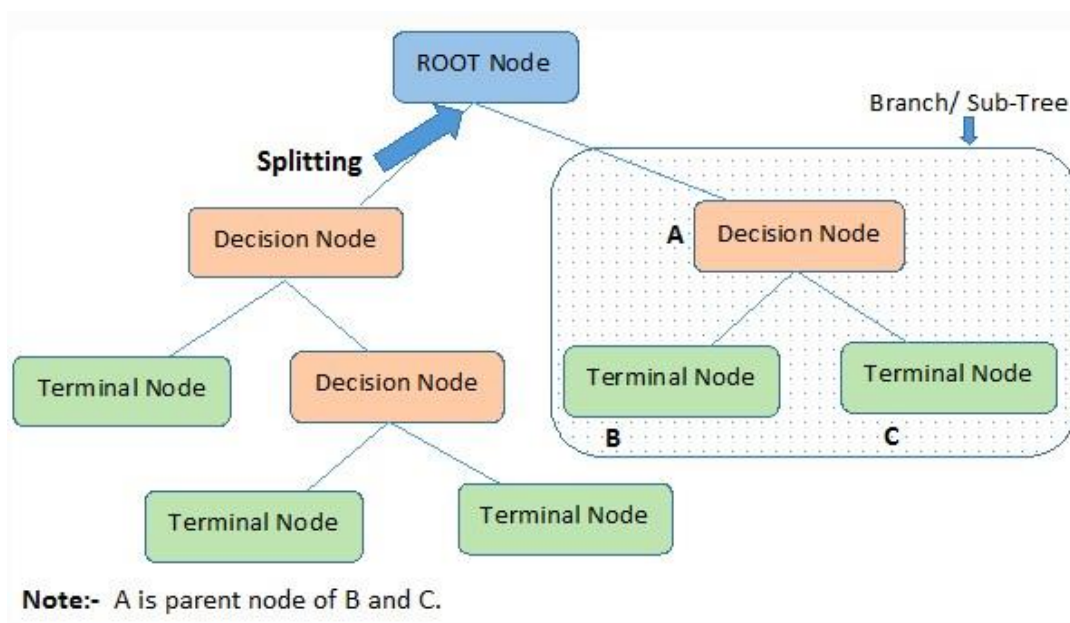 ROOT Node
Branch/ Sub-Tree
Splitting
Decision Node
A
Decision Node
Terminal Node
Decision Node
Terminal Node
Terminal Node
B
C
Terminal Node
Terminal Node
Note:- A is parent node of B and C.